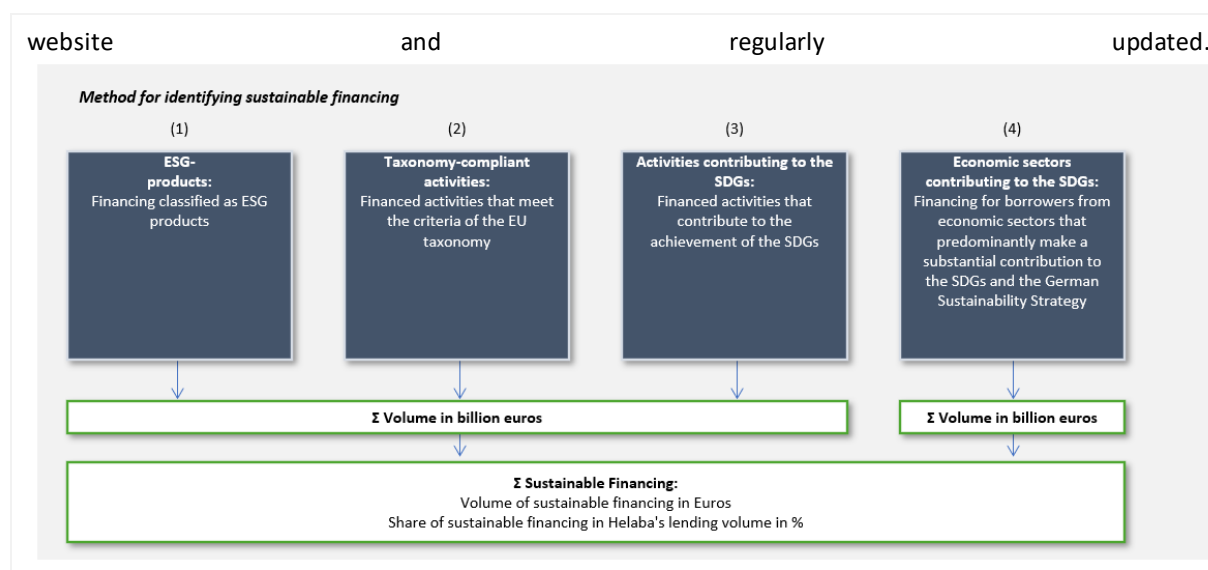 website and regularly updated.
Method for identifying sustainable financing
(1)
ESG-
products:
Financing classified as ESG
products
(2)
Taxonomy-compliant
activities:
Financed activities that meet
the criteria of the EU
taxonomy
(3)
Activities contributing to the
SDGs:
Financed activities that
contribute to the
achievement of the SDGs
(4)
Economic sectors
contributing to the SDGs:
Financing for borrowers from
economic sectors that
predominantly make a
substantial contribution to
the SDGs and the German
Sustainability Strategy
Σ Volume in billion euros
Σ Volume in billion euros
Σ Sustainable Financing:
Volume of sustainable financing in Euros
Share of sustainable financing in Helaba's lending volume in %